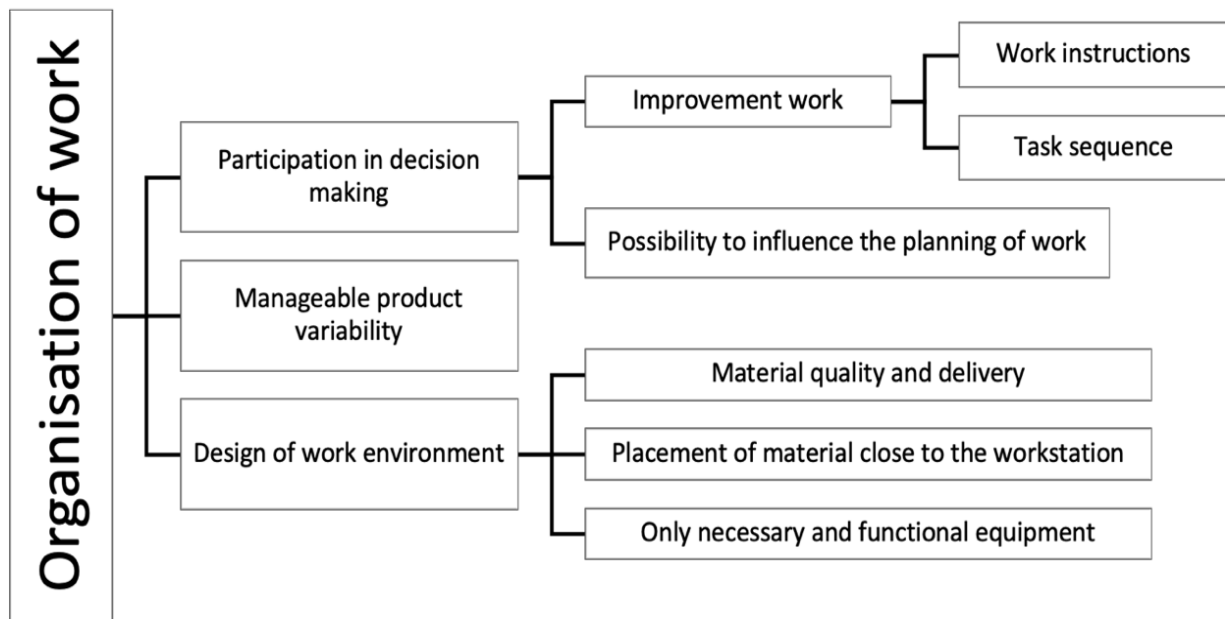 Organisation of work
Participation in decision
making
Manageable product
variability
Design of work environment
Improvement work
Possibility to influence the planning of work
Material quality and delivery
Placement of material close to the workstation
Only necessary and functional equipment
Work instructions
Task sequence